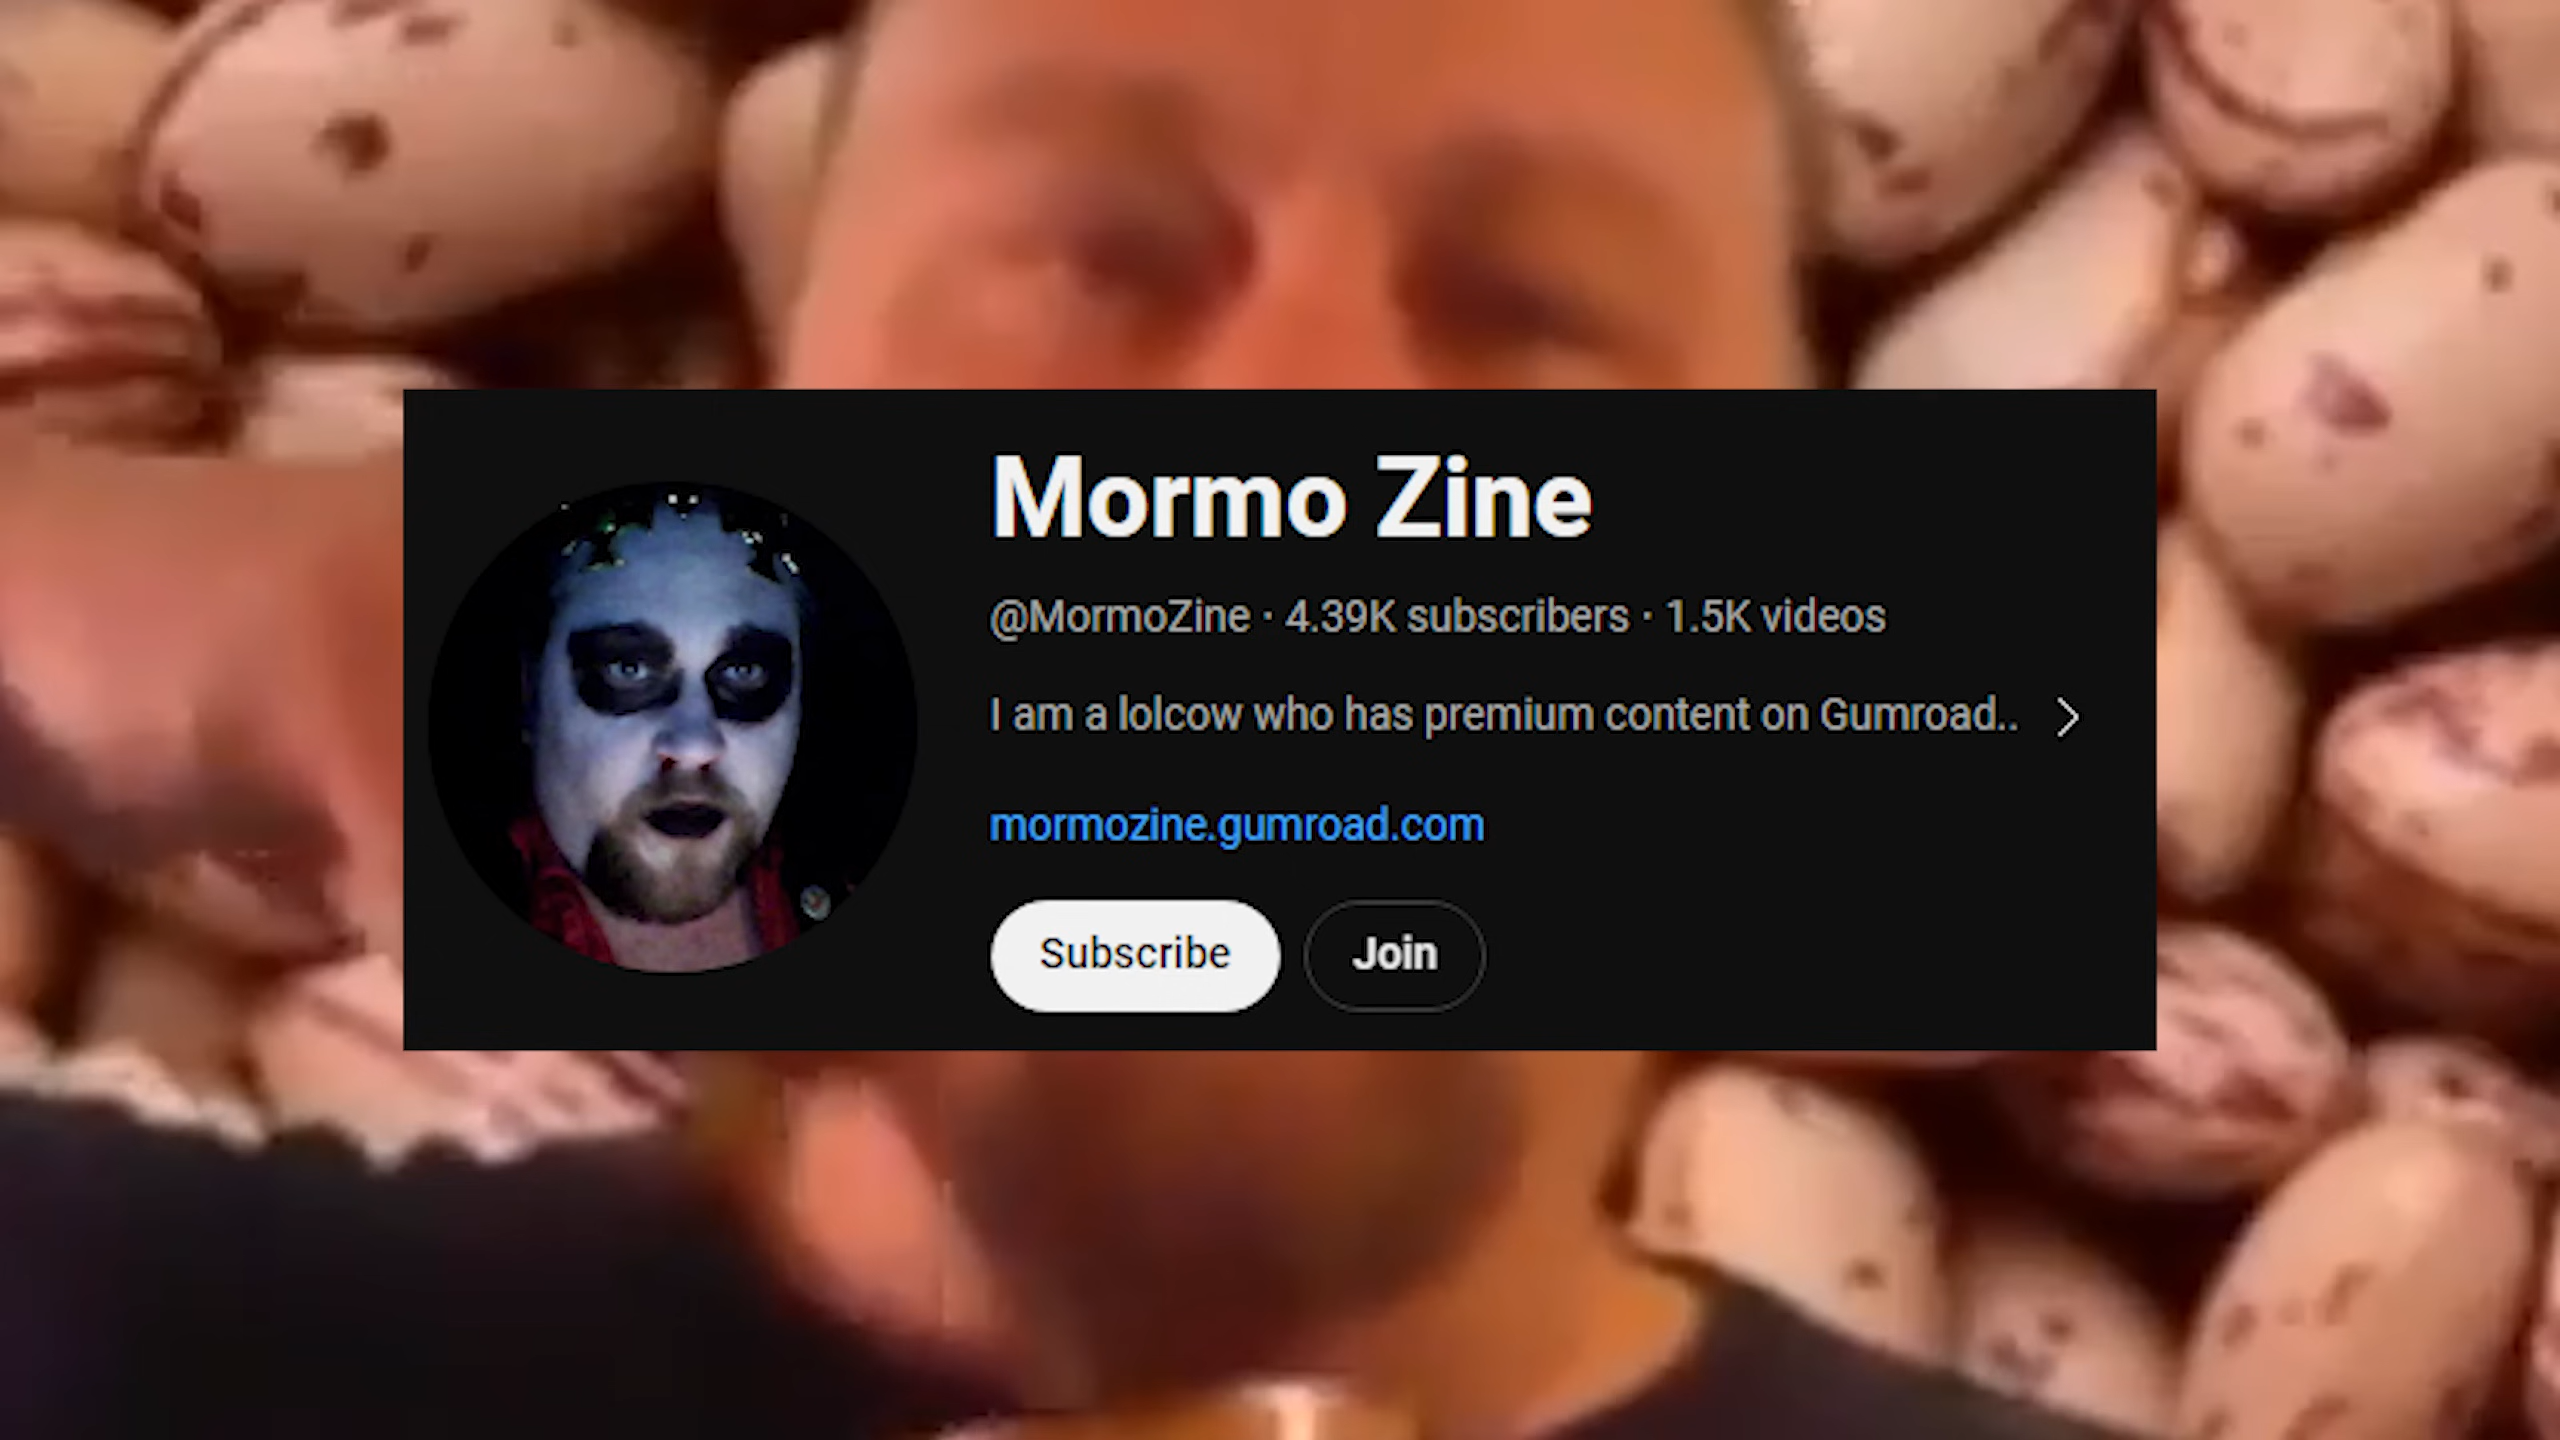 Mormo Zine
@MormoZine · 4.39K subscribers · 1.5K videos
I am a lolcow who has premium content on Gumroad..
mormozine.gumroad.com
Subscribe Join